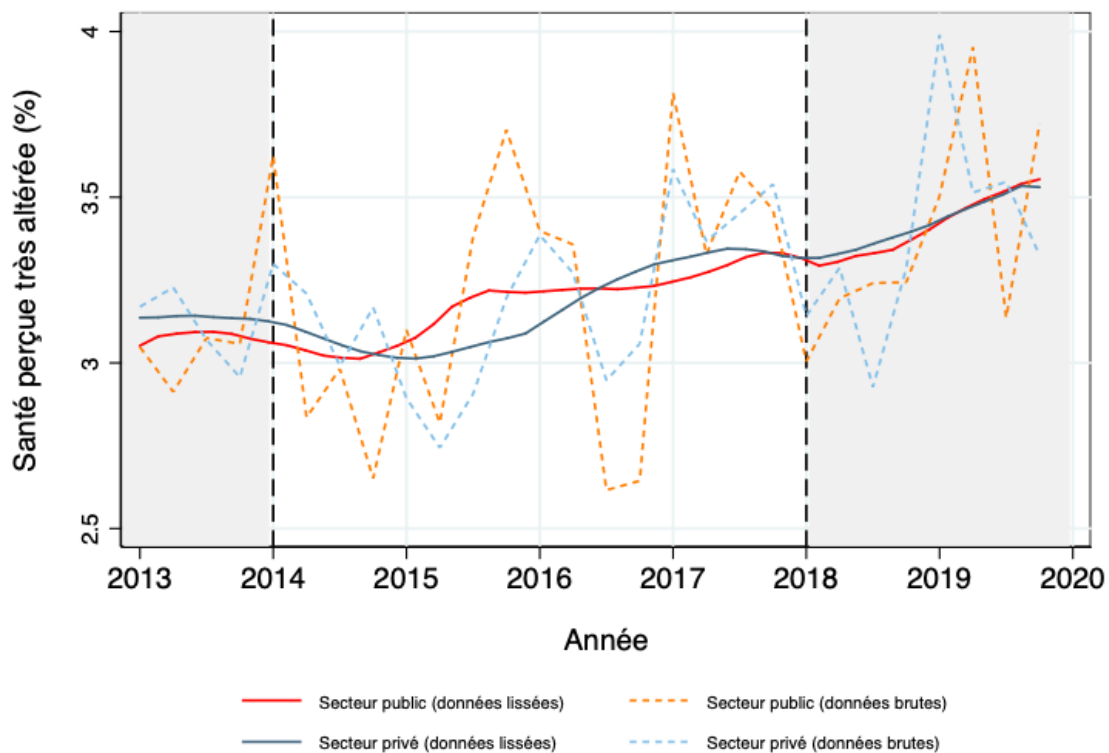 Santé perçue très altérée (%)
4
3.5
3
2.5
2013 2014 2015 2016 2017 2018 2019 2020
Année
Secteur public (données lissées) Secteur public (données brutes)
Secteur privé (données lissées) Secteur privé (données brutes)